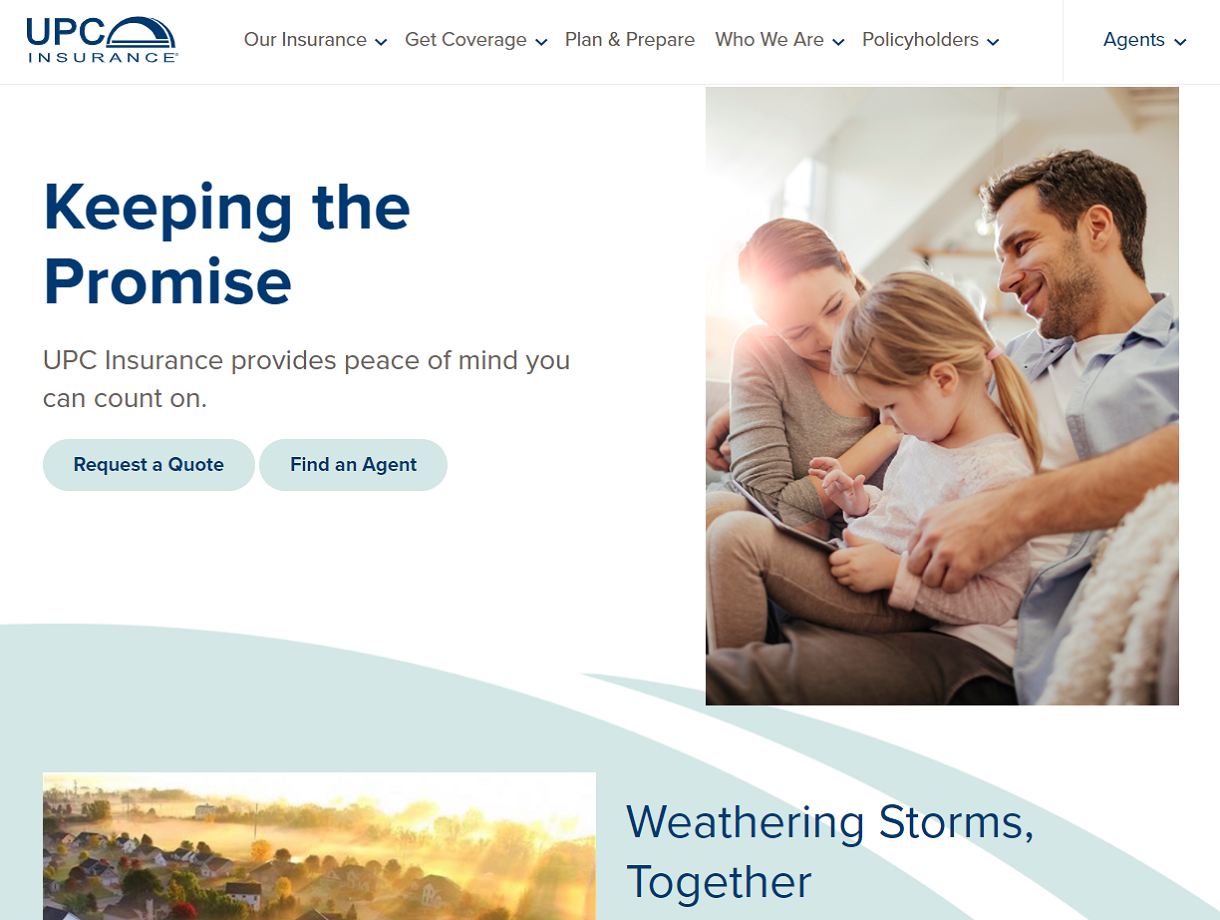 UPC
INSURANCE
Our Insurance
Get Coverage
Plan & Prepare
Who We Are
Policyholders
Agents
Keeping the
Promise
UPC Insurance provides peace of mind you
can count on.
Request a Quote
Find an Agent
Weathering Storms,
Together